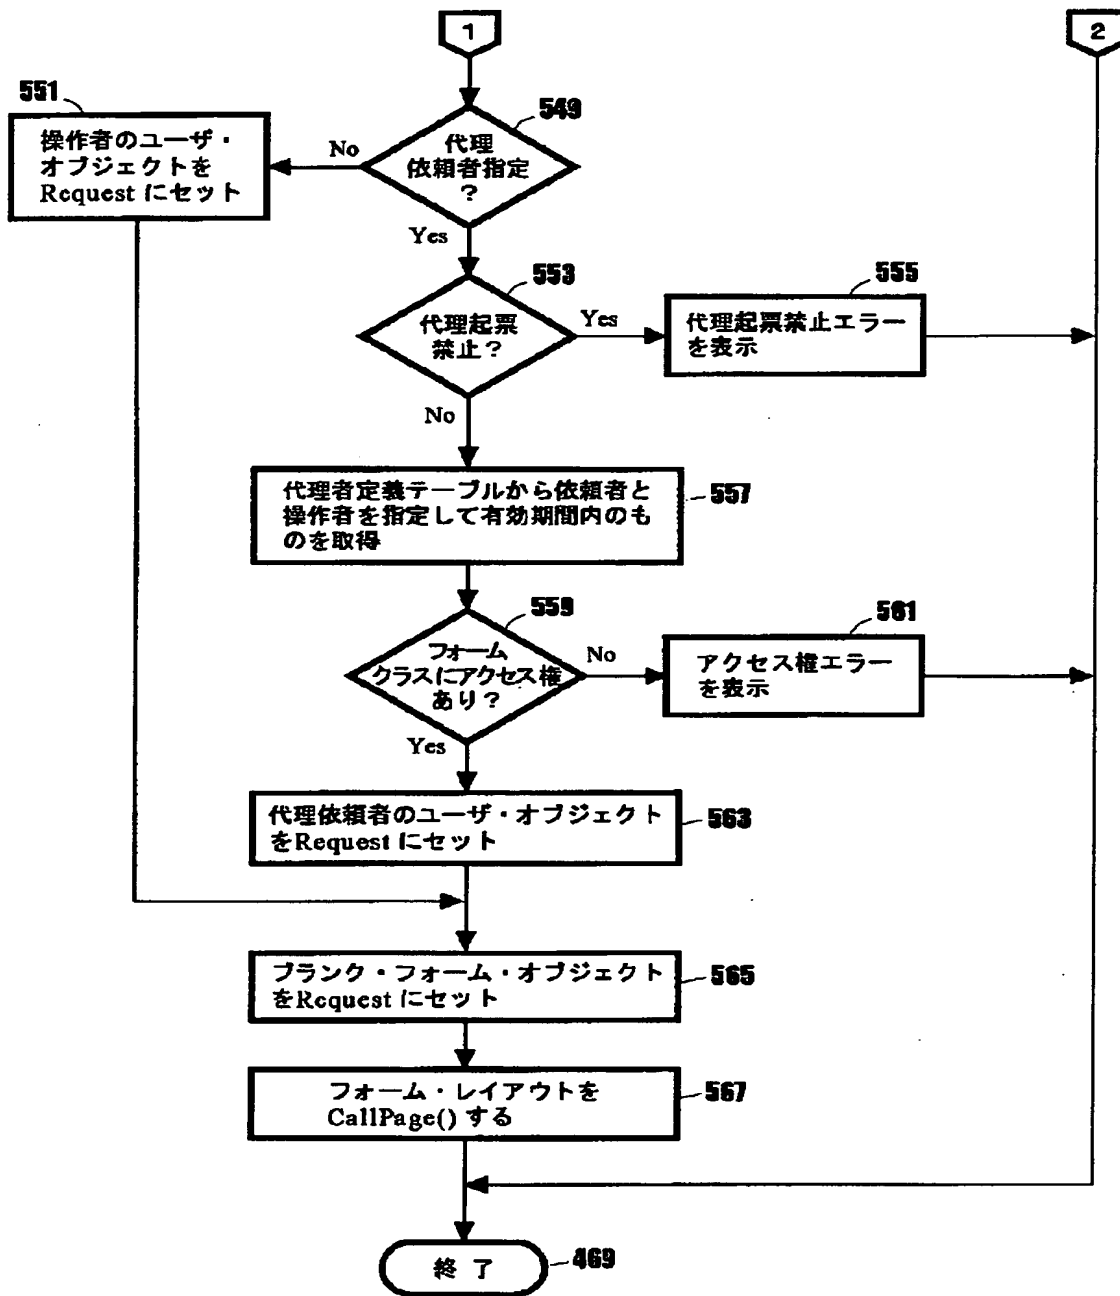 1
2
551
操作者のユーザ・
オブジェクトを
Request にセット
No
549
代理
依頼者指定
?
Yes
553
代理起票
禁止?
Yes
555
代理起票禁止エラー
を表示
No
代理者定義テーブルから依頼者と
操作者を指定して有効期間内のも
のを取得
557
559
フォーム
クラスにアクセス権
あり?
No
561
アクセス権エラー
を表示
Yes
代理依頼者のユーザ・オブジェクト
をRequest にセット
563
ブランク・フォーム・オブジェクト
をRequest にセット
565
フォーム・レイアウトを
CallPage() する
567
終 了
469